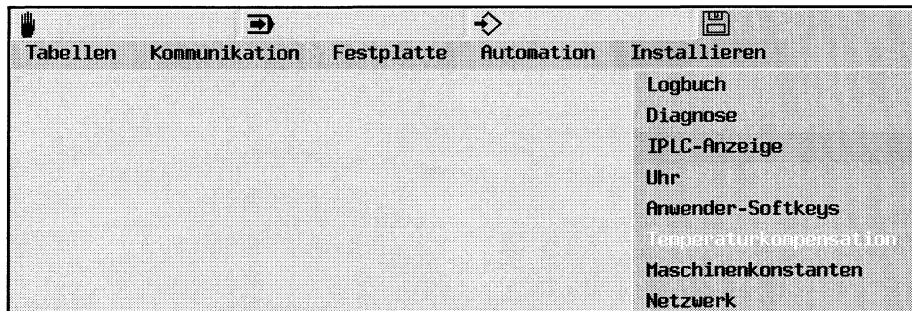 Tabellen Kommunikation Festplatte Automation Installieren
Logbuch
Diagnose
IPLC-Anzeige
Uhr
Anwender-Softkeys
Temperaturkompensation
Maschinenkonstanten
Netzwerk